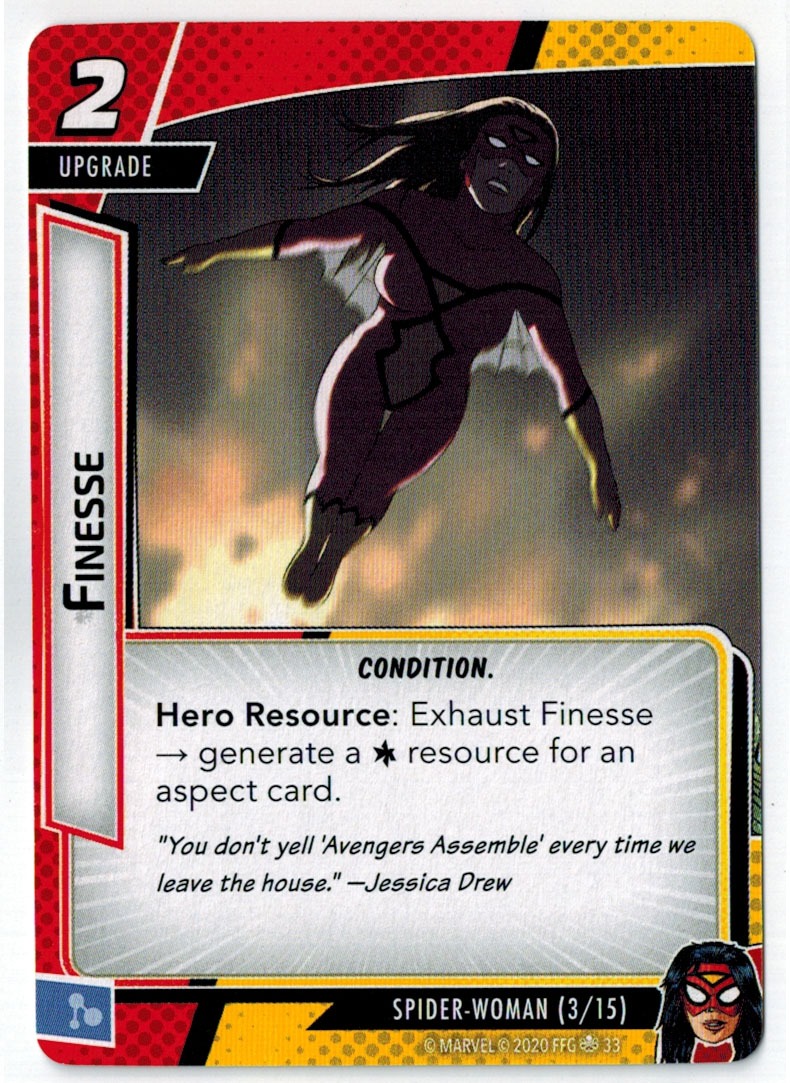 2
UPGRADE
FINESSE
CONDITION.
Hero Resource: Exhaust Finesse
→ generate a resource for an
aspect card.
"You don't yell 'Avengers Assemble' every time we
leave the house." —Jessica Drew
SPIDER-WOMAN (3/15)
© MARVEL © 2020 FFG 33